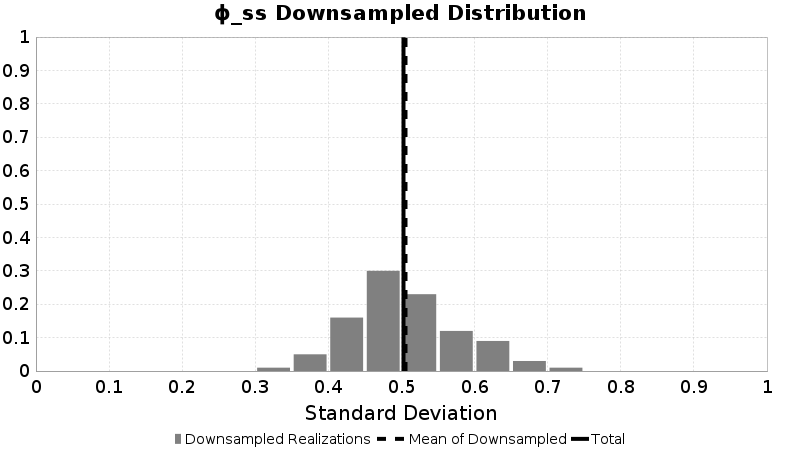 ϕ_ss Downsampled Distribution
1
0.9
0.8
0.7
0.6
0.5
0.4
0.3
0.2
0.1
0
0 0.1 0.2 0.3 0.4 0.5 0.6 0.7 0.8 0.9 1
Standard Deviation
Downsampled Realizations Mean of Downsampled Total